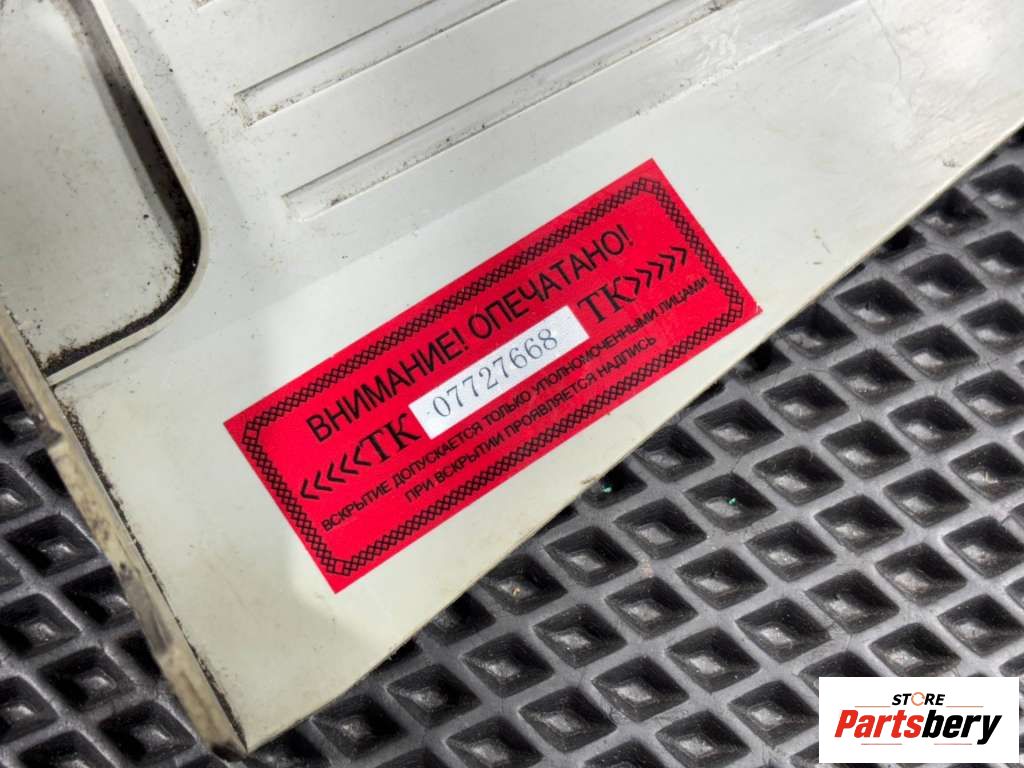 ВНИМАНИЕ! ОПЕЧАТАНО!
<<<<<ТК 07727668 ТК>>>>>
ВСКРЫТИЕ ДОПУСКАЕТСЯ ТОЛЬКО УПОЛНОМОЧЕННЫМИ ЛИЦАМИ
ПРИ ВСКРЫТИИ ПРОЯВЛЯЕТСЯ НАДПИСЬ
STORE
Partsbery